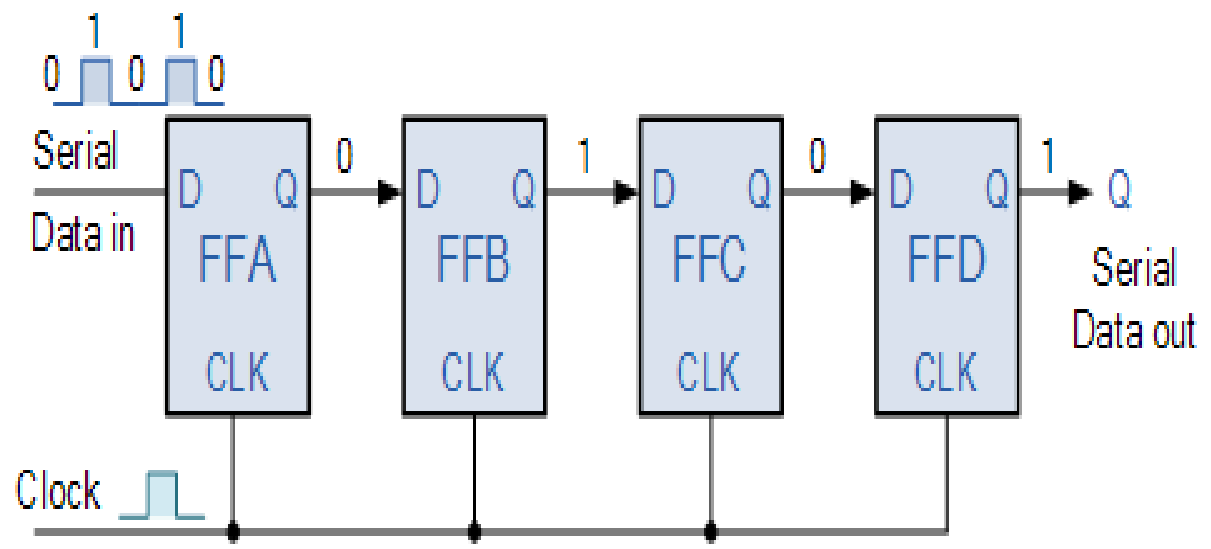 1 1
0 0 0
Serial
Data in
D Q
FFA
CLK
0
D Q
FFB
CLK
1
D Q
FFC
CLK
0
D Q
FFD
CLK
1
Q
Serial
Data out
Clock